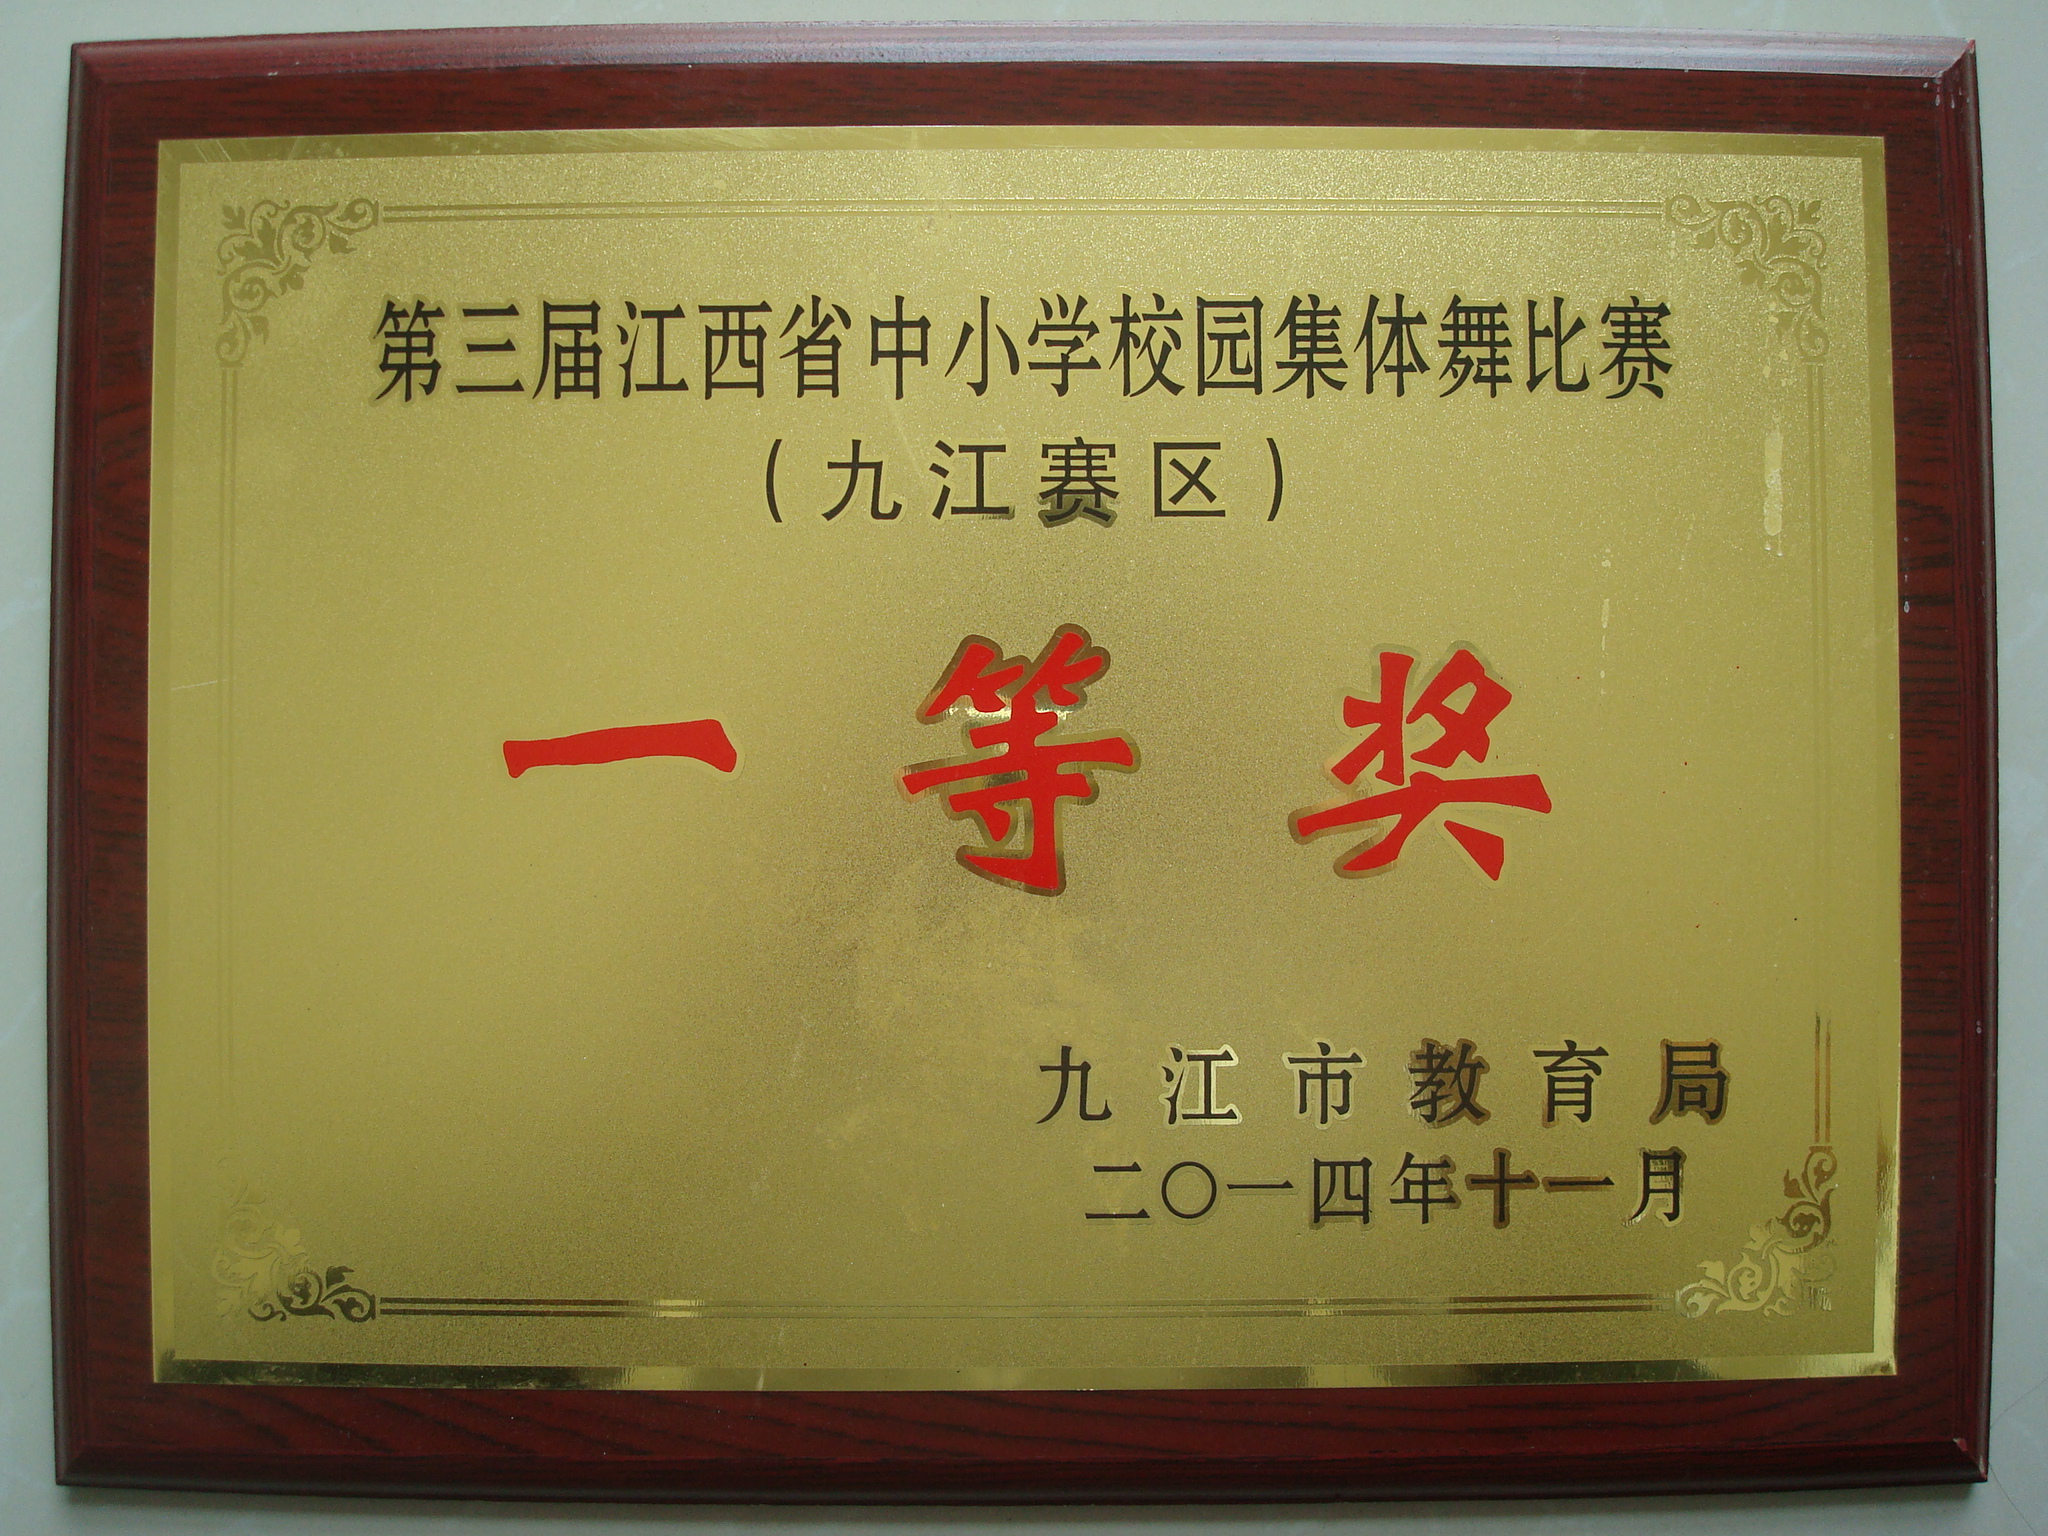 第三届江西省中小学校园集体舞比赛
(九江赛区)
一等奖
九江市教育局
二〇一四年十一月